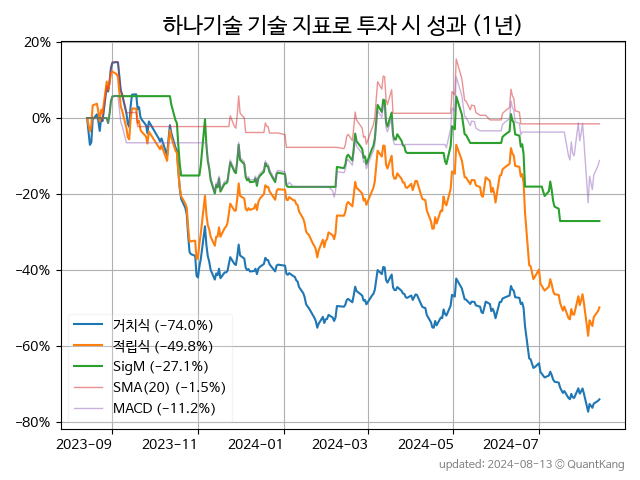 하나기술 기술 지표로 투자 시 성과 (1년)
20%
0%
−20%
−40%
−60%
−80%
거치식 (−74.0%)
적립식 (−49.8%)
SigM (−27.1%)
SMA(20) (−1.5%)
MACD (−11.2%)
2023-09
2023-11
2024-01
2024-03
2024-05
2024-07
updated: 2024-08-13 © QuantKang